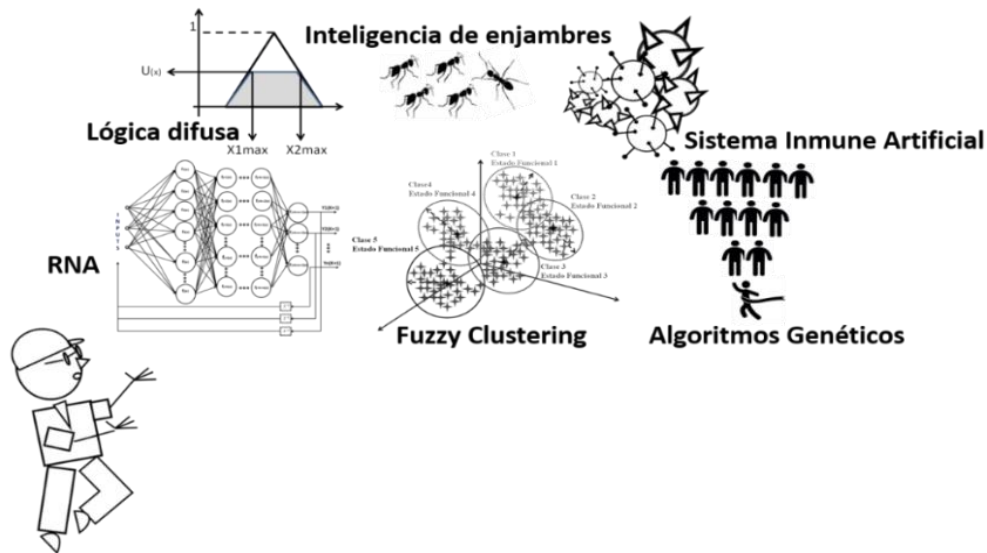 1
Inteligencia de enjambres
U(x)
Lógica difusa
X1max X2max
Sistema Inmune Artificial
Clase 1
Estado Funcional 1
Clase4
Estado Funcional 4
Clase 2
Estado Funcional 2
Clase 5
Estado Funcional 5
Clase 3
Estado Funcional 3
INPUTS
RNA
Fuzzy Clustering
Algoritmos Genéticos